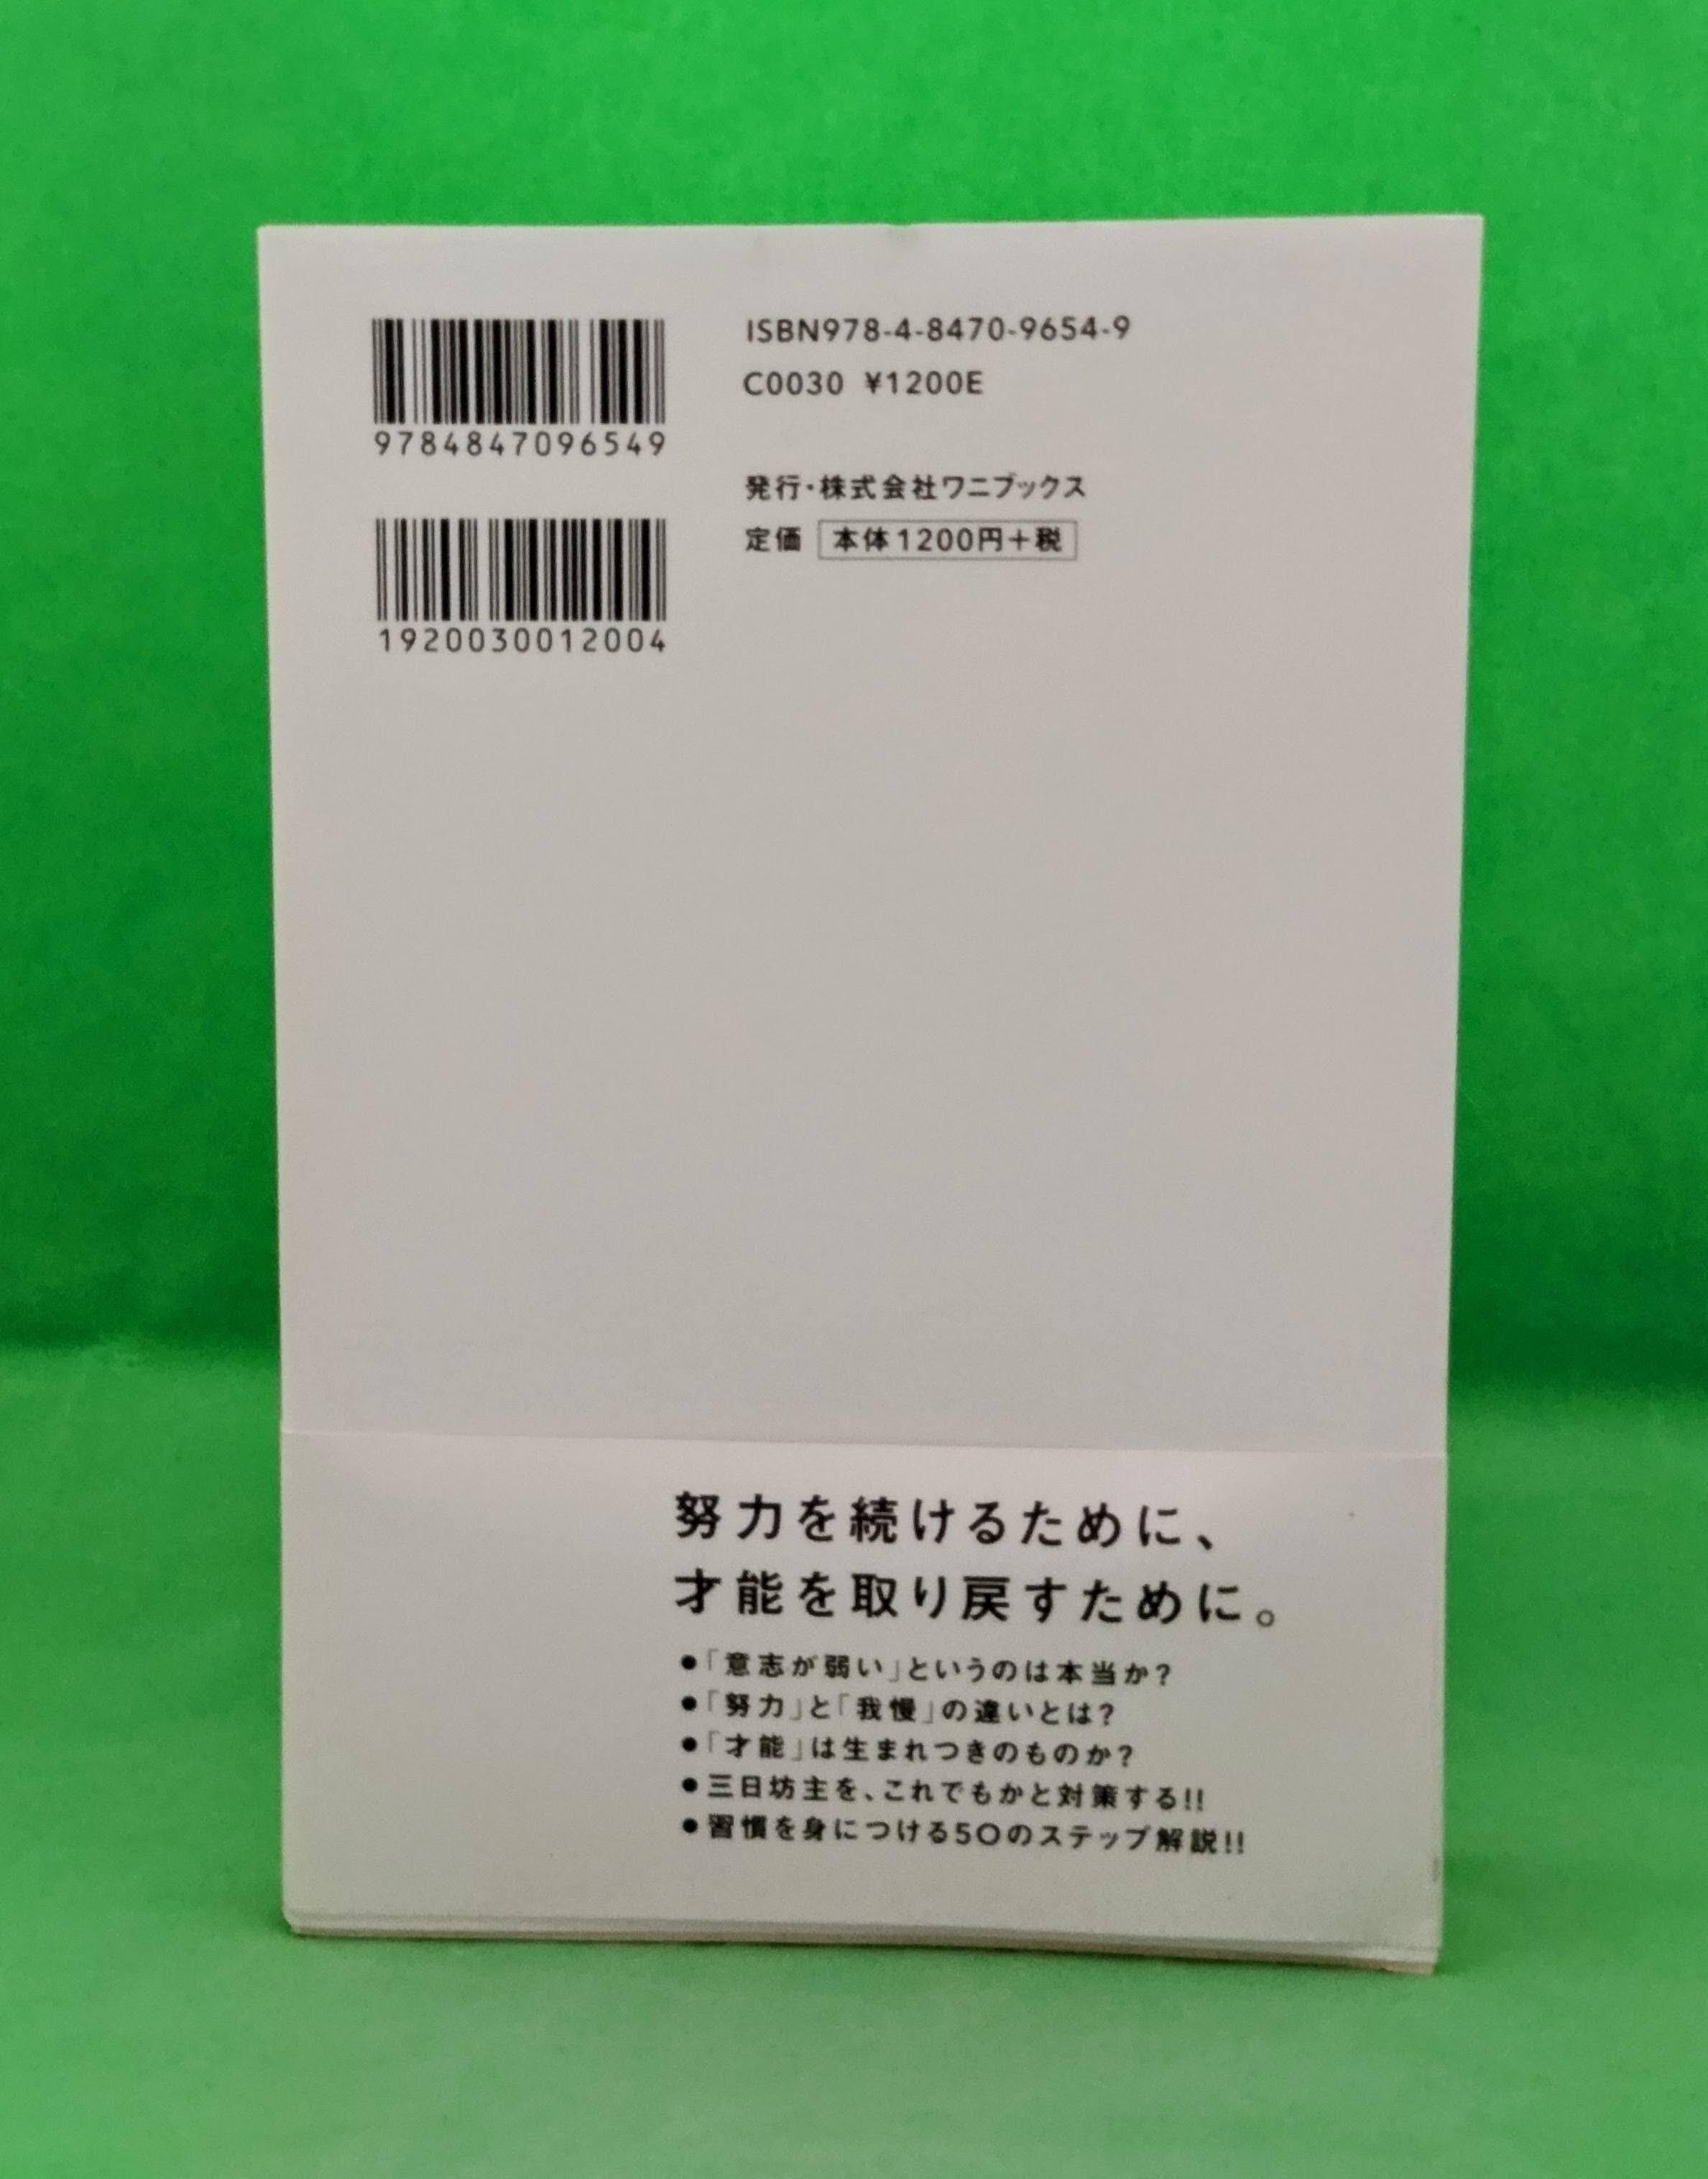 ISBN978-4-8470-9654-9
C0030 ¥1200E
9784847096549
発行・株式会社ワニブックス
定価 本体1200円+税
1920030012004
努力を続けるために、
才能を取り戻すために。
●「意志が弱い」というのは本当か?
●「努力」と「我慢」の違いとは?
●「才能」は生まれつきのものか?
●三日坊主を、これでもかと対策する!!
●習慣を身につける50のステップ解説!!